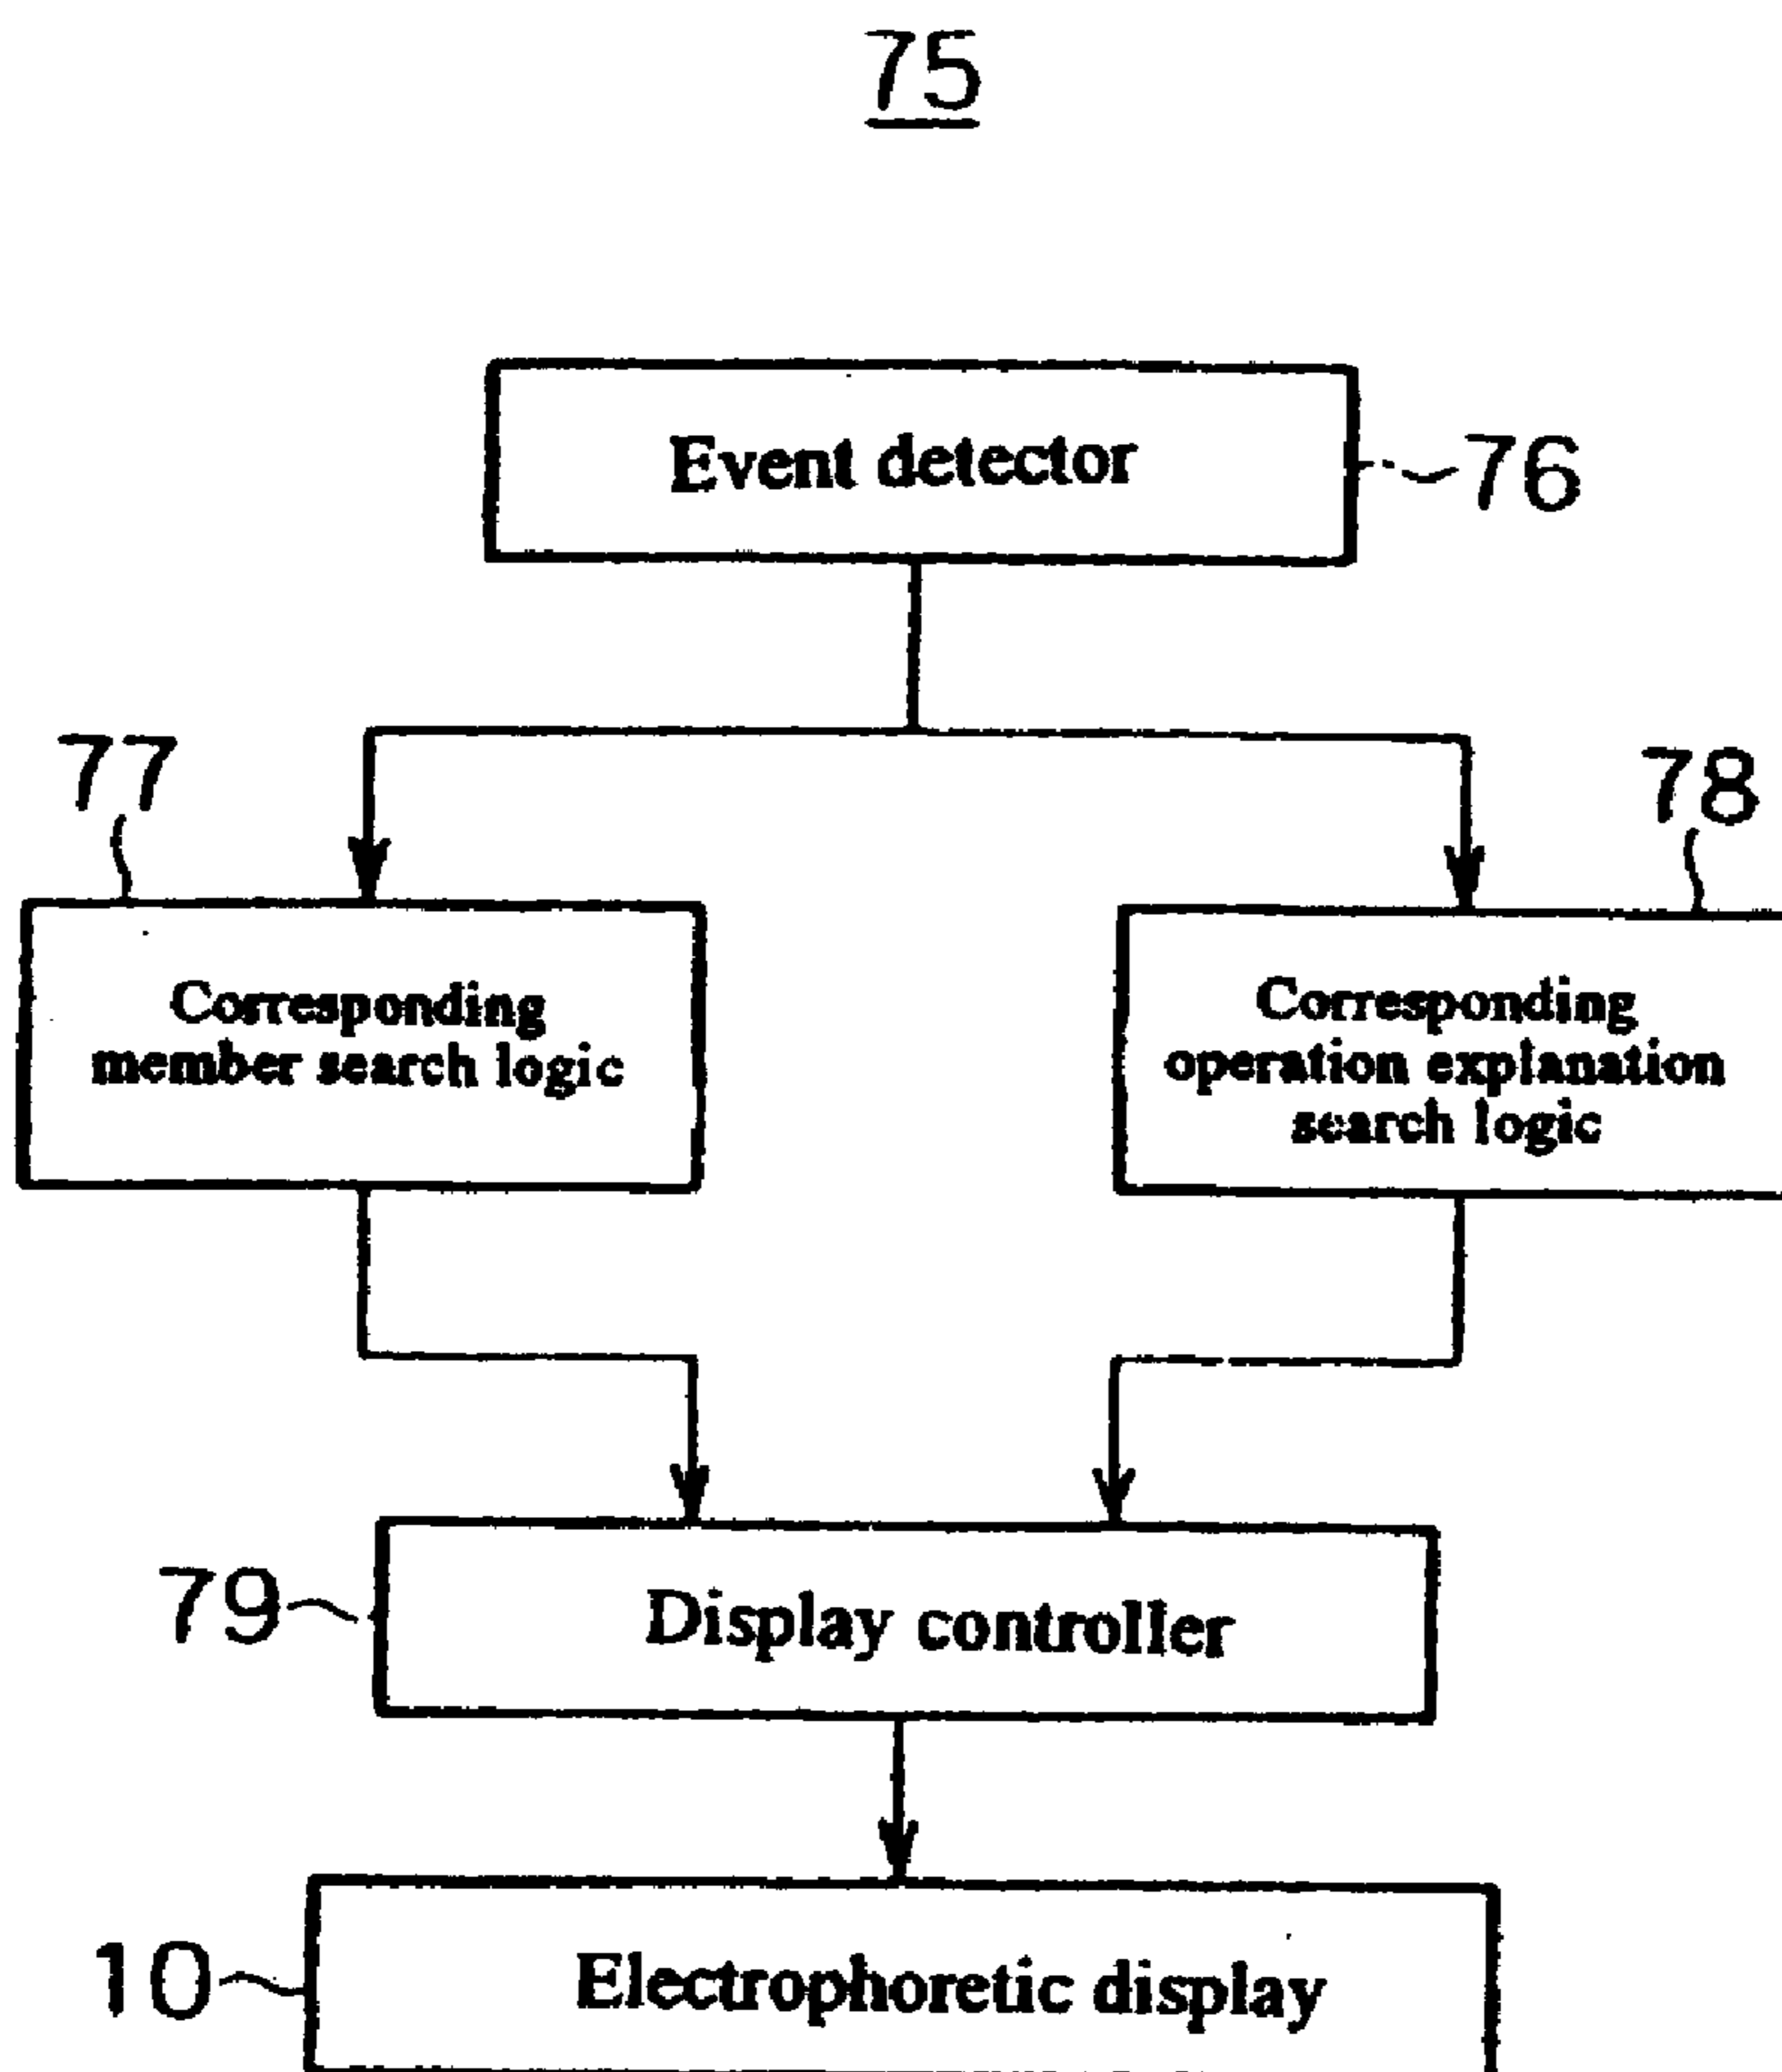 75
Event detector
76
77
78
Corresponding
member search logic
Corresponding
operation explanation
search logic
79
Display controller
10
Electrophoretic display